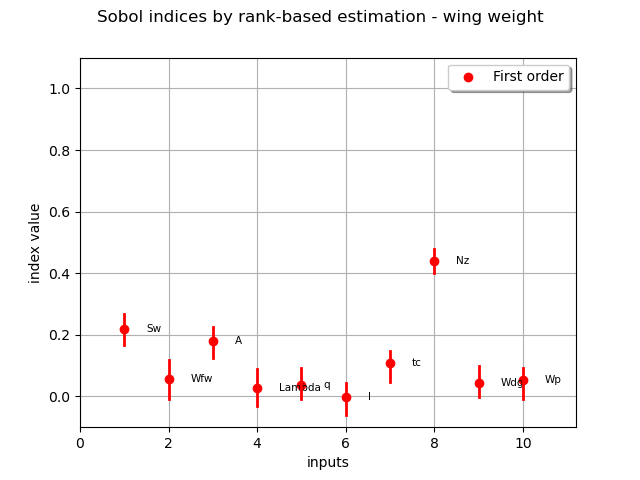 Sobol indices by rank-based estimation - wing weight
First order
1.0
0.8
0.6
0.4
0.2
0.0
index value
Sw
Wfw
A
Lambda
q
l
tc
Nz
Wdg
Wp
0 2 4 6 8 10
inputs